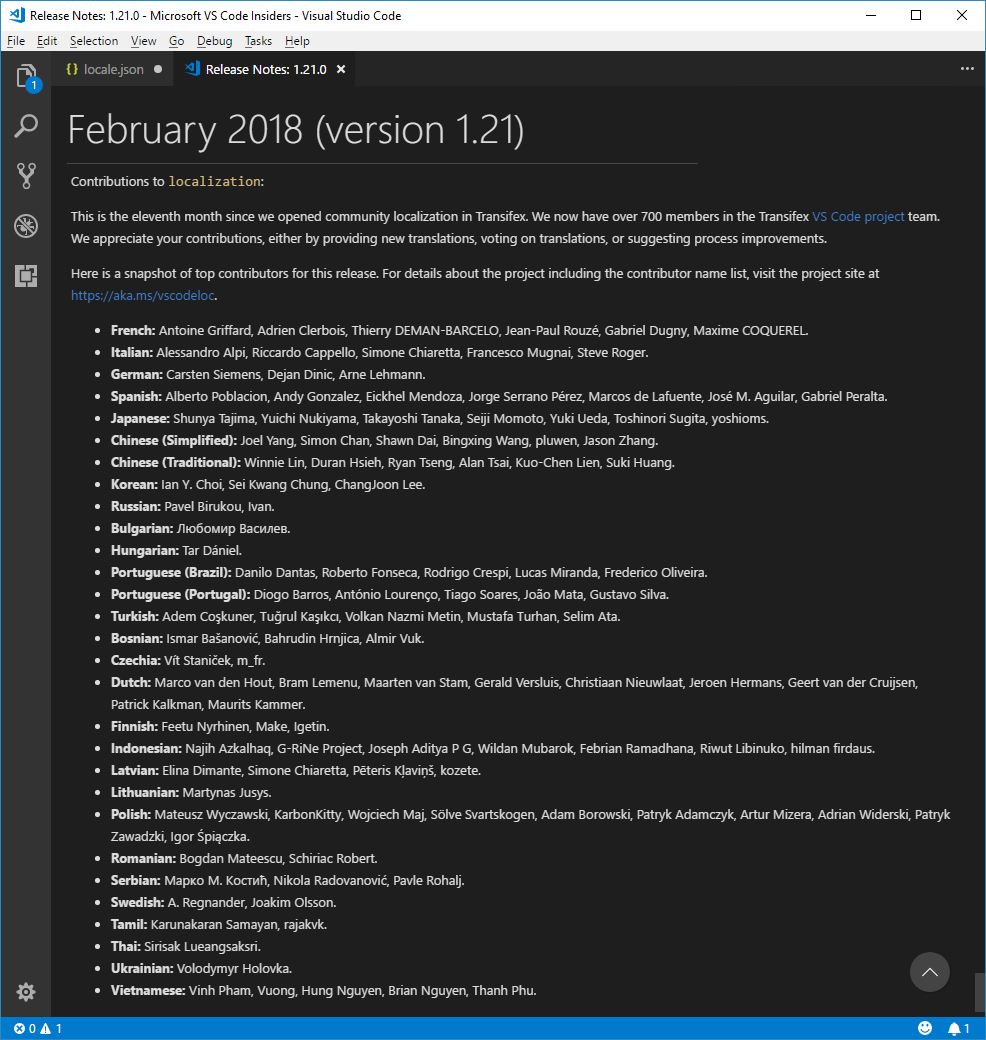 Release Notes: 1.21.0 - Microsoft VS Code Insiders - Visual Studio Code
File Edit Selection View Go Debug Tasks Help
{} locale.json Release Notes: 1.21.0
1
February 2018 (version 1.21)
Contributions to localization:
This is the eleventh month since we opened community localization in Transifex. We now have over 700 members in the Transifex VS Code project team.
We appreciate your contributions, either by providing new translations, voting on translations, or suggesting process improvements.
Here is a snapshot of top contributors for this release. For details about the project including the contributor name list, visit the project site at
https://aka.ms/vscodeloc.
• French: Antoine Griffard, Adrien Clerbois, Thierry DEMAN-BARCELO, Jean-Paul Rouzé, Gabriel Dugny, Maxime COQUEREL.
• Italian: Alessandro Alpi, Riccardo Cappello, Simone Chiaretta, Francesco Mugnai, Steve Roger.
• German: Carsten Siemens, Dejan Dinic, Arne Lehmann.
• Spanish: Alberto Poblacion, Andy Gonzalez, Eickhel Mendoza, Jorge Serrano Pérez, Marcos de Lafuente, José M. Aguilar, Gabriel Peralta.
• Japanese: Shunya Tajima, Yuichi Nukiyama, Takayoshi Tanaka, Seiji Momoto, Yuki Ueda, Toshinori Sugita, yoshioms.
• Chinese (Simplified): Joel Yang, Simon Chan, Shawn Dai, Bingxing Wang, pluwen, Jason Zhang.
• Chinese (Traditional): Winnie Lin, Duran Hsieh, Ryan Tseng, Alan Tsai, Kuo-Chen Lien, Suki Huang.
• Korean: Ian Y. Choi, Sei Kwang Chung, ChangJoon Lee.
• Russian: Pavel Birukou, Ivan.
• Bulgarian: Любомир Василев.
• Hungarian: Tar Dániel.
• Portuguese (Brazil): Danilo Dantas, Roberto Fonseca, Rodrigo Crespi, Lucas Miranda, Frederico Oliveira.
• Portuguese (Portugal): Diogo Barros, António Lourenço, Tiago Soares, João Mata, Gustavo Silva.
• Turkish: Adem Coşkuner, Tuğrul Kaşıkcı, Volkan Nazmi Metin, Mustafa Turhan, Selim Ata.
• Bosnian: Ismar Bašanović, Bahrudin Hrnjica, Almir Vuk.
• Czechia: Vít Staniček, m_fr.
• Dutch: Marco van den Hout, Bram Lemenu, Maarten van Stam, Gerald Versluis, Christiaan Nieuwlaat, Jeroen Hermans, Geert van der Cruijsen,
Patrick Kalkman, Maurits Kammer.
• Finnish: Feetu Nyrhinen, Make, Igetin.
• Indonesian: Najih Azkalhaq, G-RiNe Project, Joseph Aditya P G, Wildan Mubarok, Febrian Ramadhana, Riwut Libinuko, hilman firdaus.
• Latvian: Elina Dimante, Simone Chiaretta, Pēteris Kļaviņš, kozete.
• Lithuanian: Martynas Jusys.
• Polish: Mateusz Wyczawski, KarbonKitty, Wojciech Maj, Sölve Svartskogen, Adam Borowski, Patryk Adamczyk, Artur Mizera, Adrian Widerski, Patryk
Zawadzki, Igor Śpiączka.
• Romanian: Bogdan Mateescu, Schiriac Robert.
• Serbian: Марко М. Костић, Nikola Radovanović, Pavle Rohalj.
• Swedish: A. Regnander, Joakim Olsson.
• Tamil: Karunakaran Samayan, rajakvk.
• Thai: Sirisak Lueangsaksri.
• Ukrainian: Volodymyr Holovka.
• Vietnamese: Vinh Pham, Vuong, Hung Nguyen, Brian Nguyen, Thanh Phu.
0 1 1